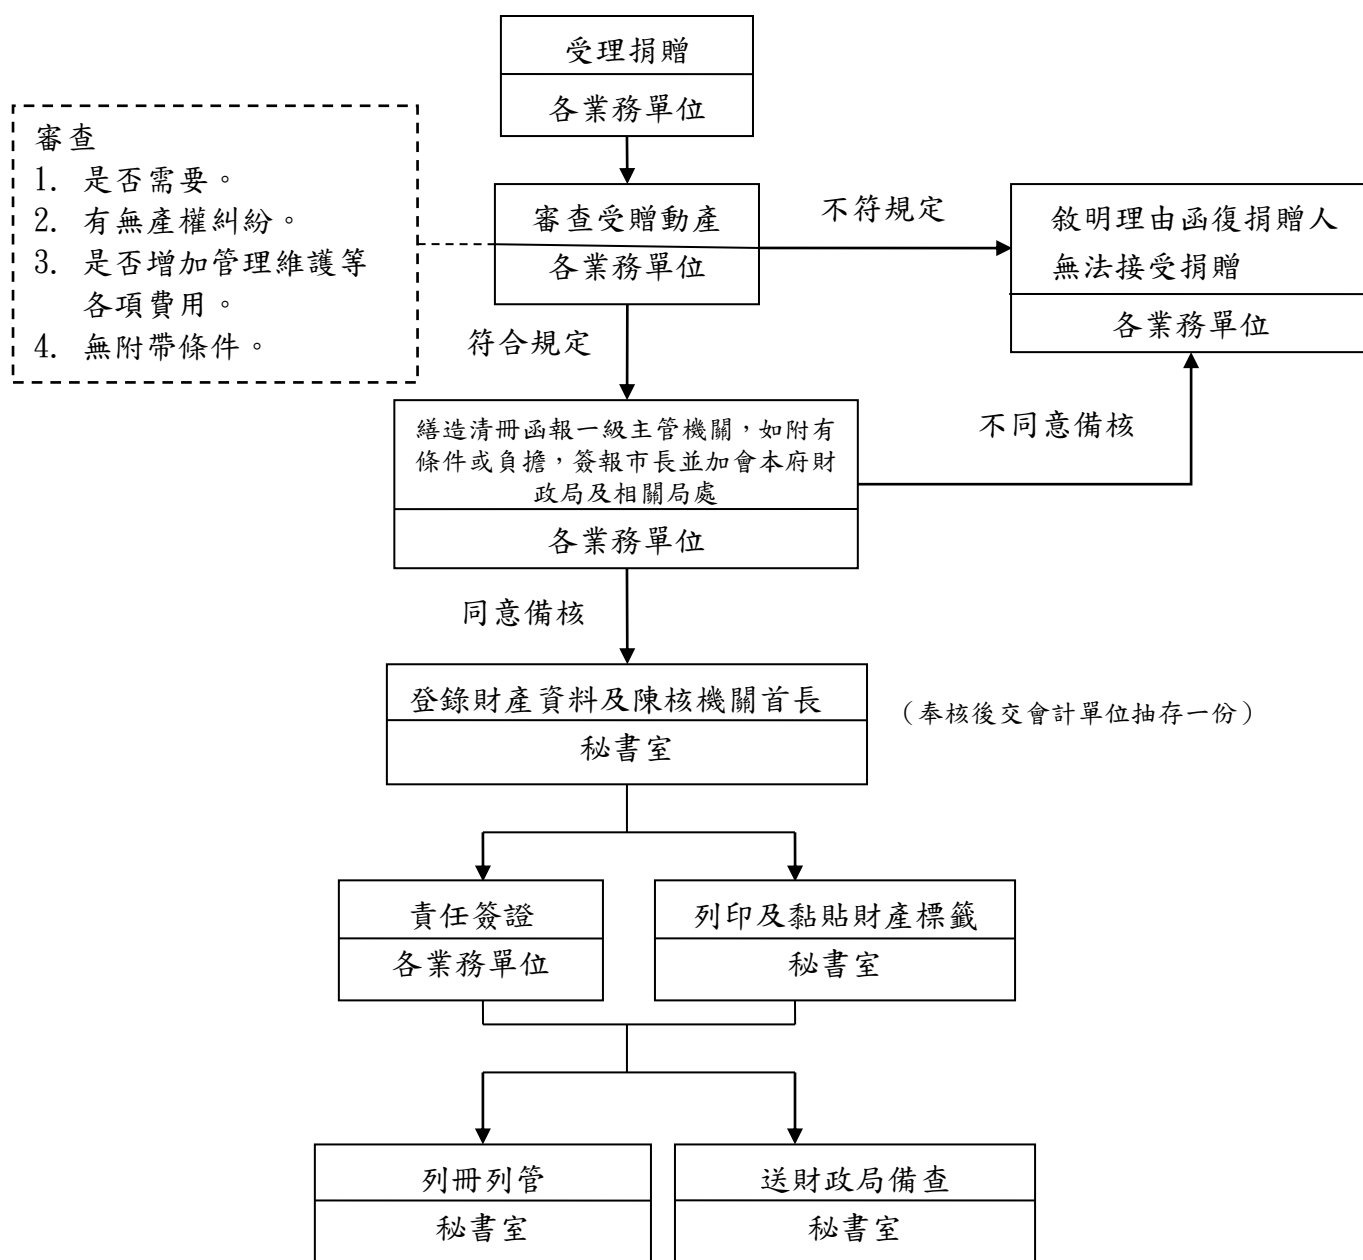 受理捐贈
各業務單位
審查
1. 是否需要。
2. 有無產權糾紛。
3. 是否增加管理維護等
各項費用。
4. 無附帶條件。
審查受贈動產
各業務單位
不符規定
敘明理由函復捐贈人
無法接受捐贈
各業務單位
符合規定
繕造清冊函報一級主管機關，如附有
條件或負擔，簽報市長並加會本府財
政局及相關局處
各業務單位
不同意備核
同意備核
登錄財產資料及陳核機關首長
秘書室
（奉核後交會計單位抽存一份）
責任簽證
各業務單位
列印及黏貼財產標籤
秘書室
列冊列管
秘書室
送財政局備查
秘書室